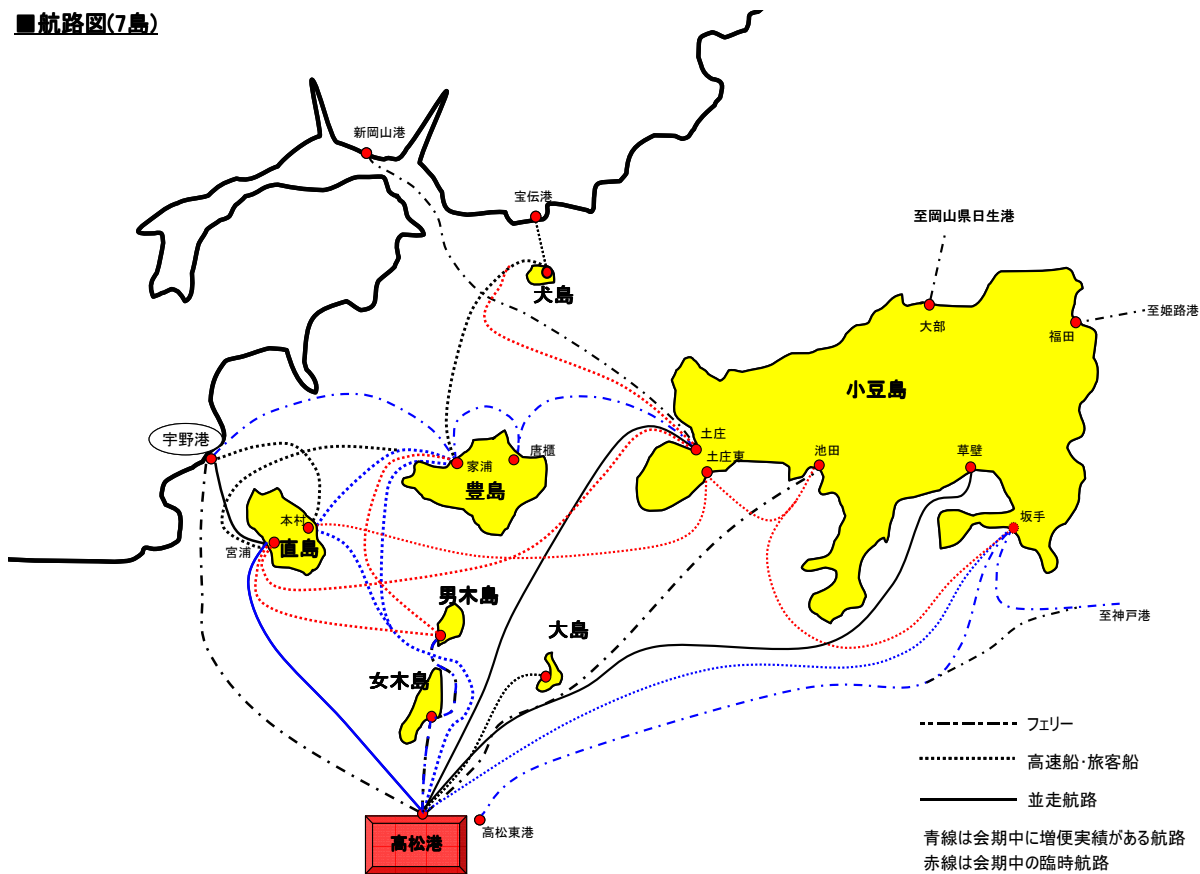 ■航路図(7島)
新岡山港
宝伝港
至岡山県日生港
犬島
大部
至姫路港
福田
小豆島
宇野港
土庄
唐櫃
池田
草壁
家浦
土庄東
豊島
本村
坂手
宮浦
直島
男木島
至神戸港
大島
女木島
フェリー
高速船・旅客船
並走航路
高松東港
高松港
青線は会期中に増便実績がある航路
赤線は会期中の臨時航路